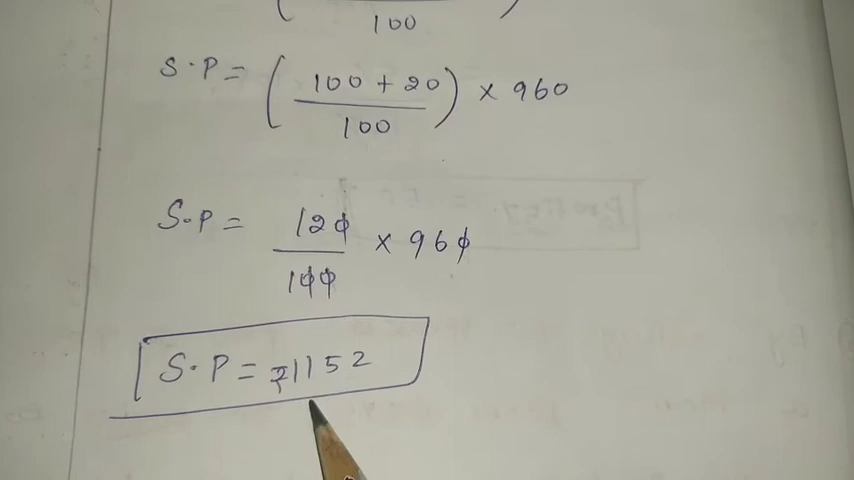 ( 100 )
S.P = ( 100 + 20 / 100 ) × 960
S.P = 120 / 100 × 960
S.P = ₹1152